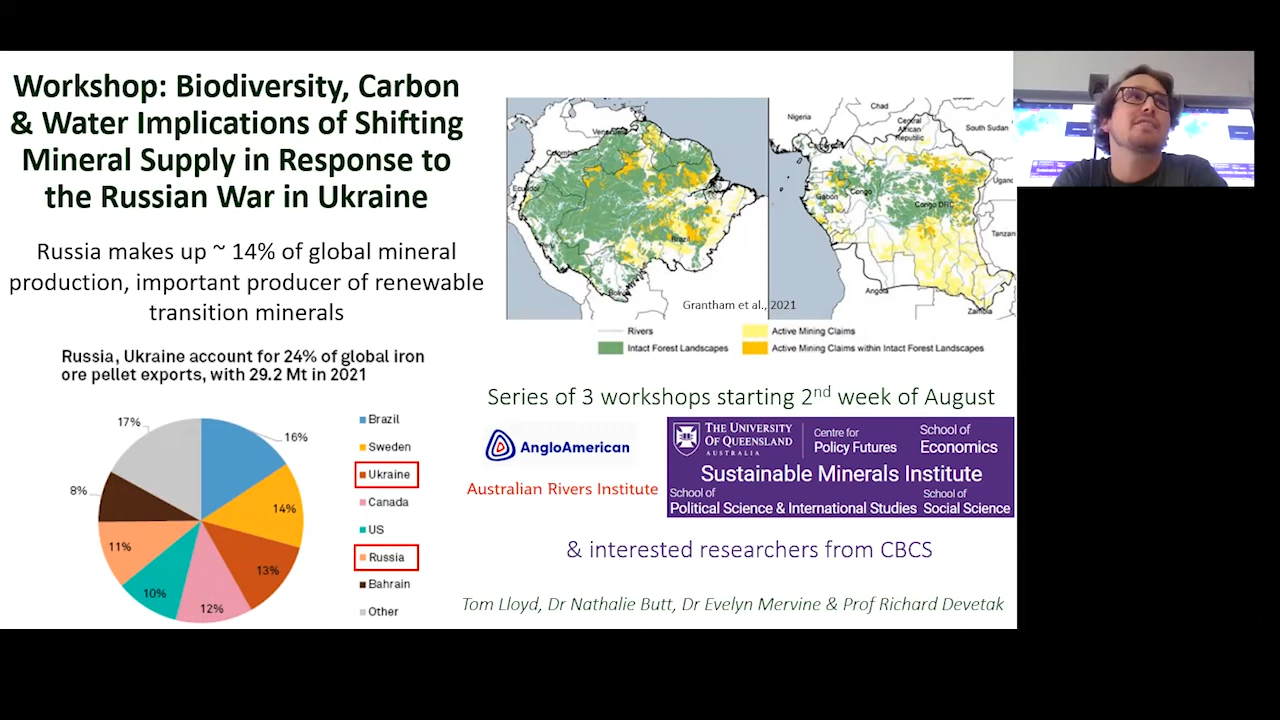 Workshop: Biodiversity, Carbon
& Water Implications of Shifting
Mineral Supply in Response to
the Russian War in Ukraine
Russia makes up ~ 14% of global mineral
production, important producer of renewable
transition minerals
Russia, Ukraine account for 24% of global iron
ore pellet exports, with 29.2 Mt in 2021
17%
16%
8%
14%
11%
13%
10%
12%
Brazil
Sweden
Ukraine
Canada
US
Russia
Bahrain
Other
Colombia
Ecuador
Peru
Brazil
Grantham et al., 2021
Nigeria
Chad
Central
African
Republic
South Sudan
Gabon
Congo
Congo DRC
Angola
Zambia
Rivers
Intact Forest Landscapes
Active Mining Claims
Active Mining Claims within Intact Forest Landscapes
Series of 3 workshops starting 2nd week of August
AngloAmerican
Australian Rivers Institute
THE UNIVERSITY
OF QUEENSLAND
AUSTRALIA
Centre for
Policy Futures
School of
Economics
Sustainable Minerals Institute
School of
Political Science & International Studies
School of
Social Science
& interested researchers from CBCS
Tom Lloyd, Dr Nathalie Butt, Dr Evelyn Mervine & Prof Richard Devetak